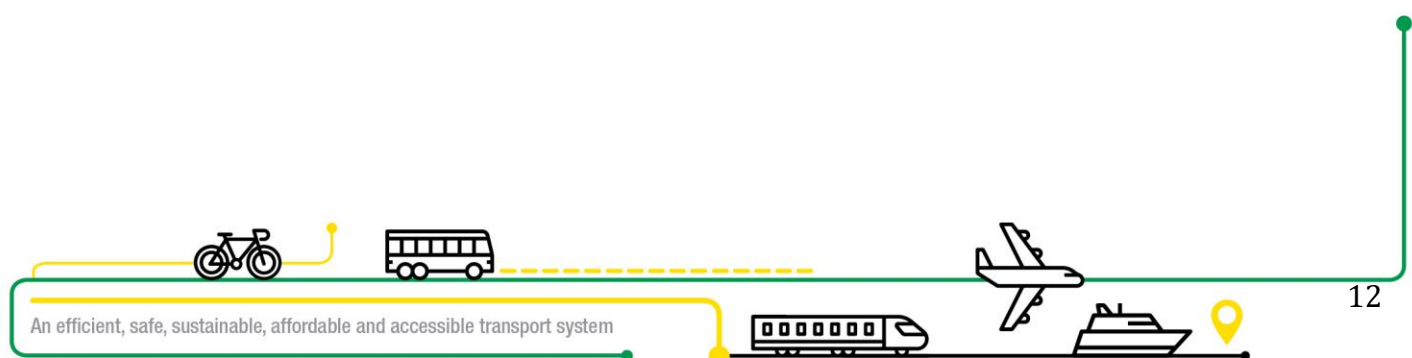 12
An efficient, safe, sustainable, affordable and accessible transport system